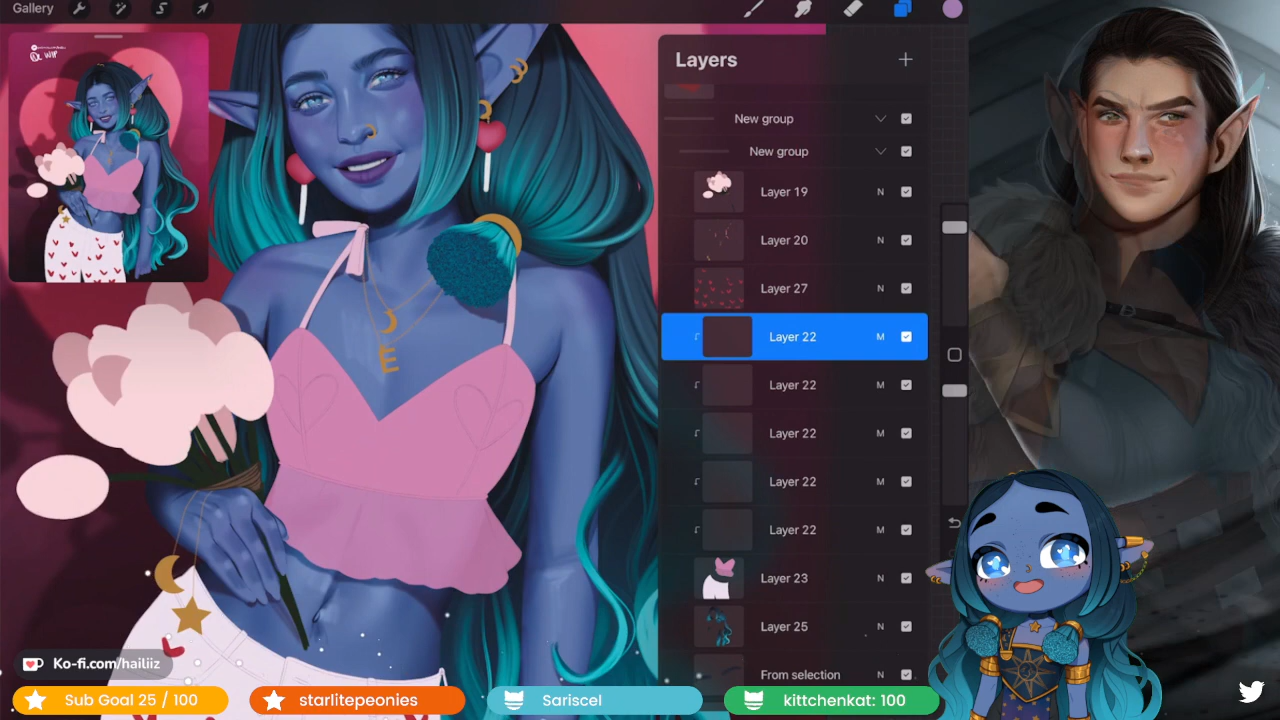 Gallery
WIP
Layers
New group
New group
Layer 19 N
Layer 20 N
Layer 27 N
Layer 22 M
Layer 22 M
Layer 22 M
Layer 22 M
Layer 22 M
Layer 23 N
Layer 25 N
From selection N
E
Ko-fi.com/hailiiz
Sub Goal 25 / 100
starlitepeonies
Sariscel
kittchenkat: 100